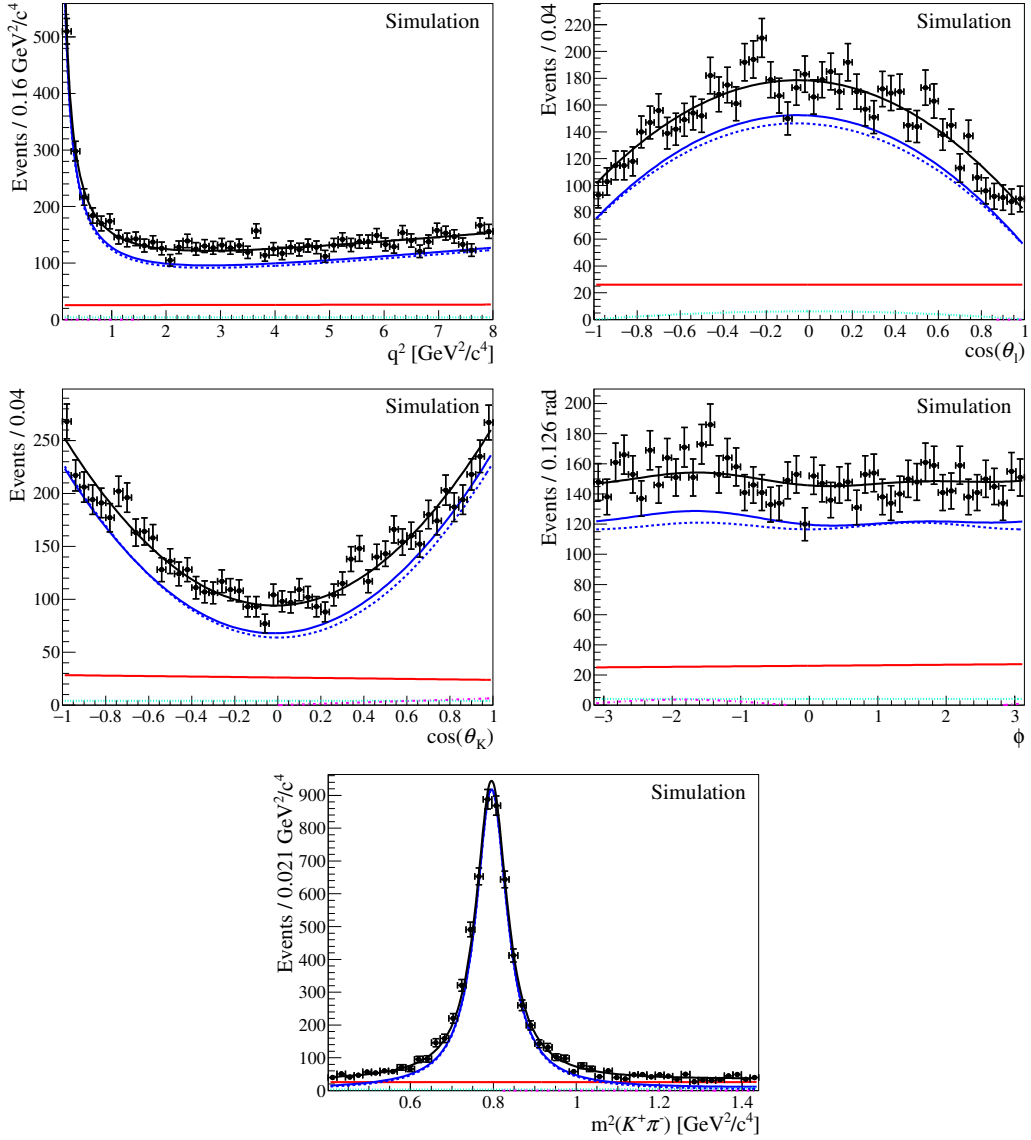 Simulation
Events / 0.16 GeV²/c⁴
500
400
300
200
100
0
1 2 3 4 5 6 7 8
q² [GeV²/c⁴]
Simulation
Events / 0.04
220
200
180
160
140
120
100
80
60
40
20
0
−1 −0.8 −0.6 −0.4 −0.2 0 0.2 0.4 0.6 0.8 1
cos(θ_l)
Simulation
Events / 0.04
250
200
150
100
50
0
−1 −0.8 −0.6 −0.4 −0.2 0 0.2 0.4 0.6 0.8 1
cos(θ_K)
Simulation
Events / 0.126 rad
200
180
160
140
120
100
80
60
40
20
0
−3 −2 −1 0 1 2 3
ϕ
Simulation
Events / 0.021 GeV²/c⁴
900
800
700
600
500
400
300
200
100
0
0.6 0.8 1 1.2 1.4
m²(K⁺π⁻) [GeV²/c⁴]